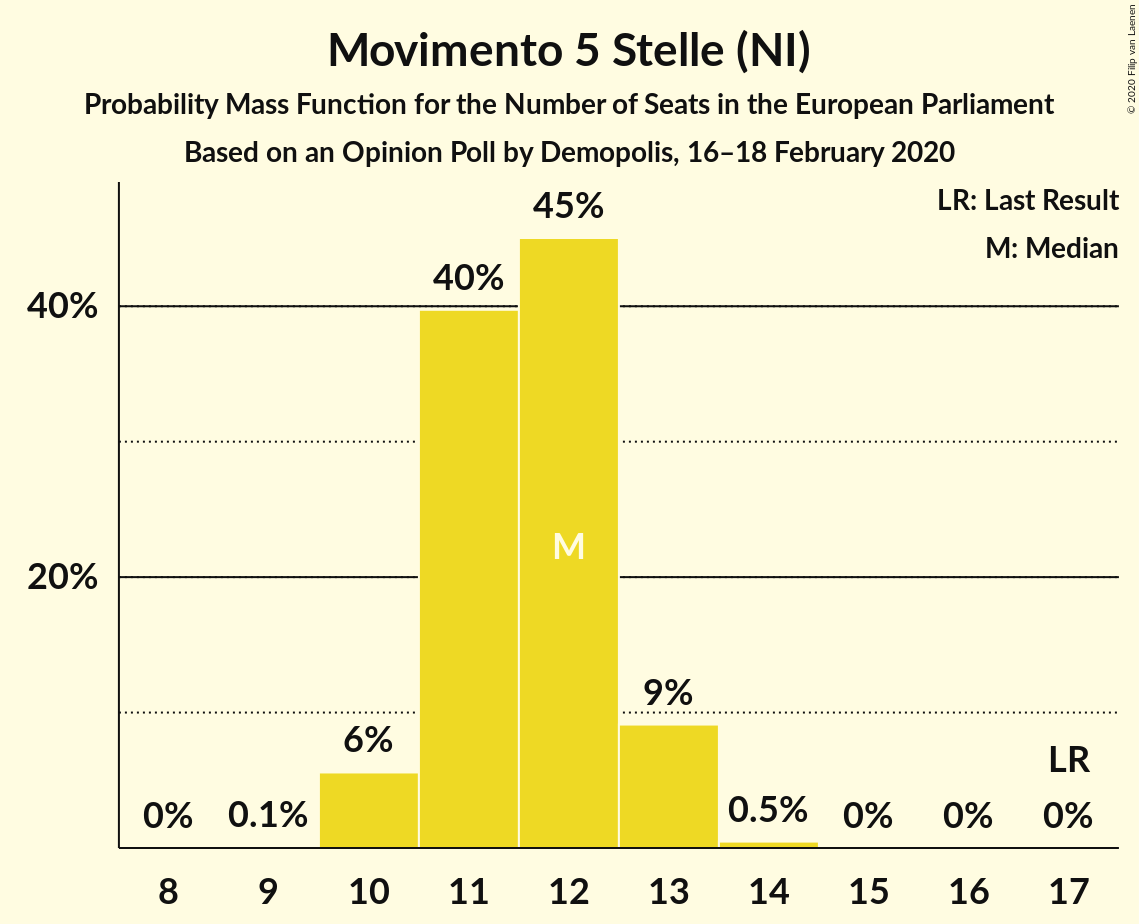 Movimento 5 Stelle (NI)
Probability Mass Function for the Number of Seats in the European Parliament
Based on an Opinion Poll by Demopolis, 16–18 February 2020
© 2020 Filip van Laenen
LR: Last Result
M: Median
45%
40%
40%
M
20%
9%
6%
LR
0%
0.1%
0.5%
0%
0%
0%
8 9 10 11 12 13 14 15 16 17